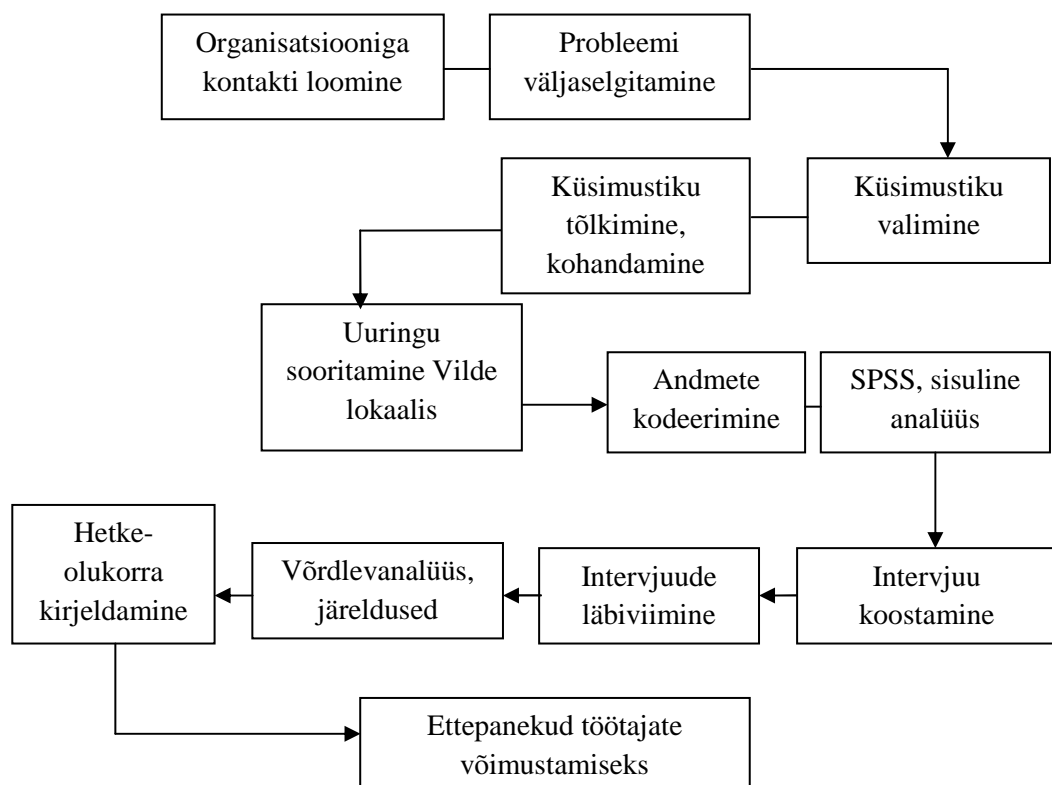 Organisatsiooniga
kontakti loomine
Probleemi
väljaselgitamine
Küsimustiku
valimine
Küsimustiku
tõlkimine,
kohandamine
Uuringu
sooritamine Vilde
lokaalis
Andmete
kodeerimine
SPSS, sisuline
analüüs
Intervjuu
koostamine
Intervjuude
läbiviimine
Võrdlevanalüüs,
järeldused
Hetke-
olukorra
kirjeldamine
Ettepanekud töötajate
võimustamiseks